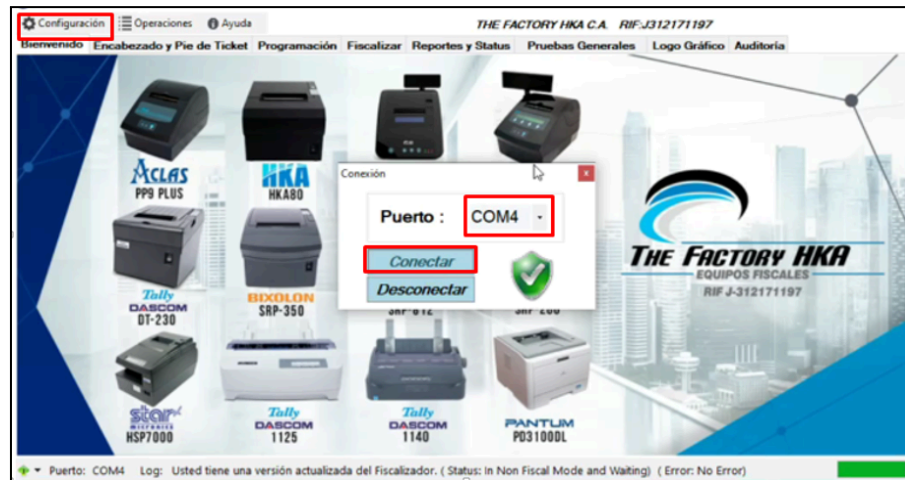 Configuración Operaciones Ayuda THE FACTORY HKA C.A. RIF:J312171197
Bienvenido Encabezado y Pie de Ticket Programación Fiscalizar Reportes y Status Pruebas Generales Logo Gráfico Auditoría
ACLAS
PP9 PLUS
HKA
HKA80
Conexión
Puerto : COM4
Conectar
Desconectar
THE FACTORY HKA
EQUIPOS FISCALES
RIF J-312171197
Tally
DASCOM
DT-230
BIXOLON
SRP-350
SRP-812
star
MICRONICS
HSP7000
Tally
DASCOM
1125
Tally
DASCOM
1140
PANTUM
PD3100DL
Puerto: COM4 Log: Usted tiene una versión actualizada del Fiscalizador. ( Status: In Non Fiscal Mode and Waiting) ( Error: No Error)